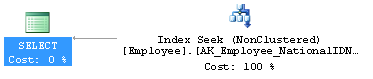 SELECT
Cost: 0 %
Index Seek (NonClustered)
[Employee].[AK_Employee_NationalIDN…
Cost: 100 %